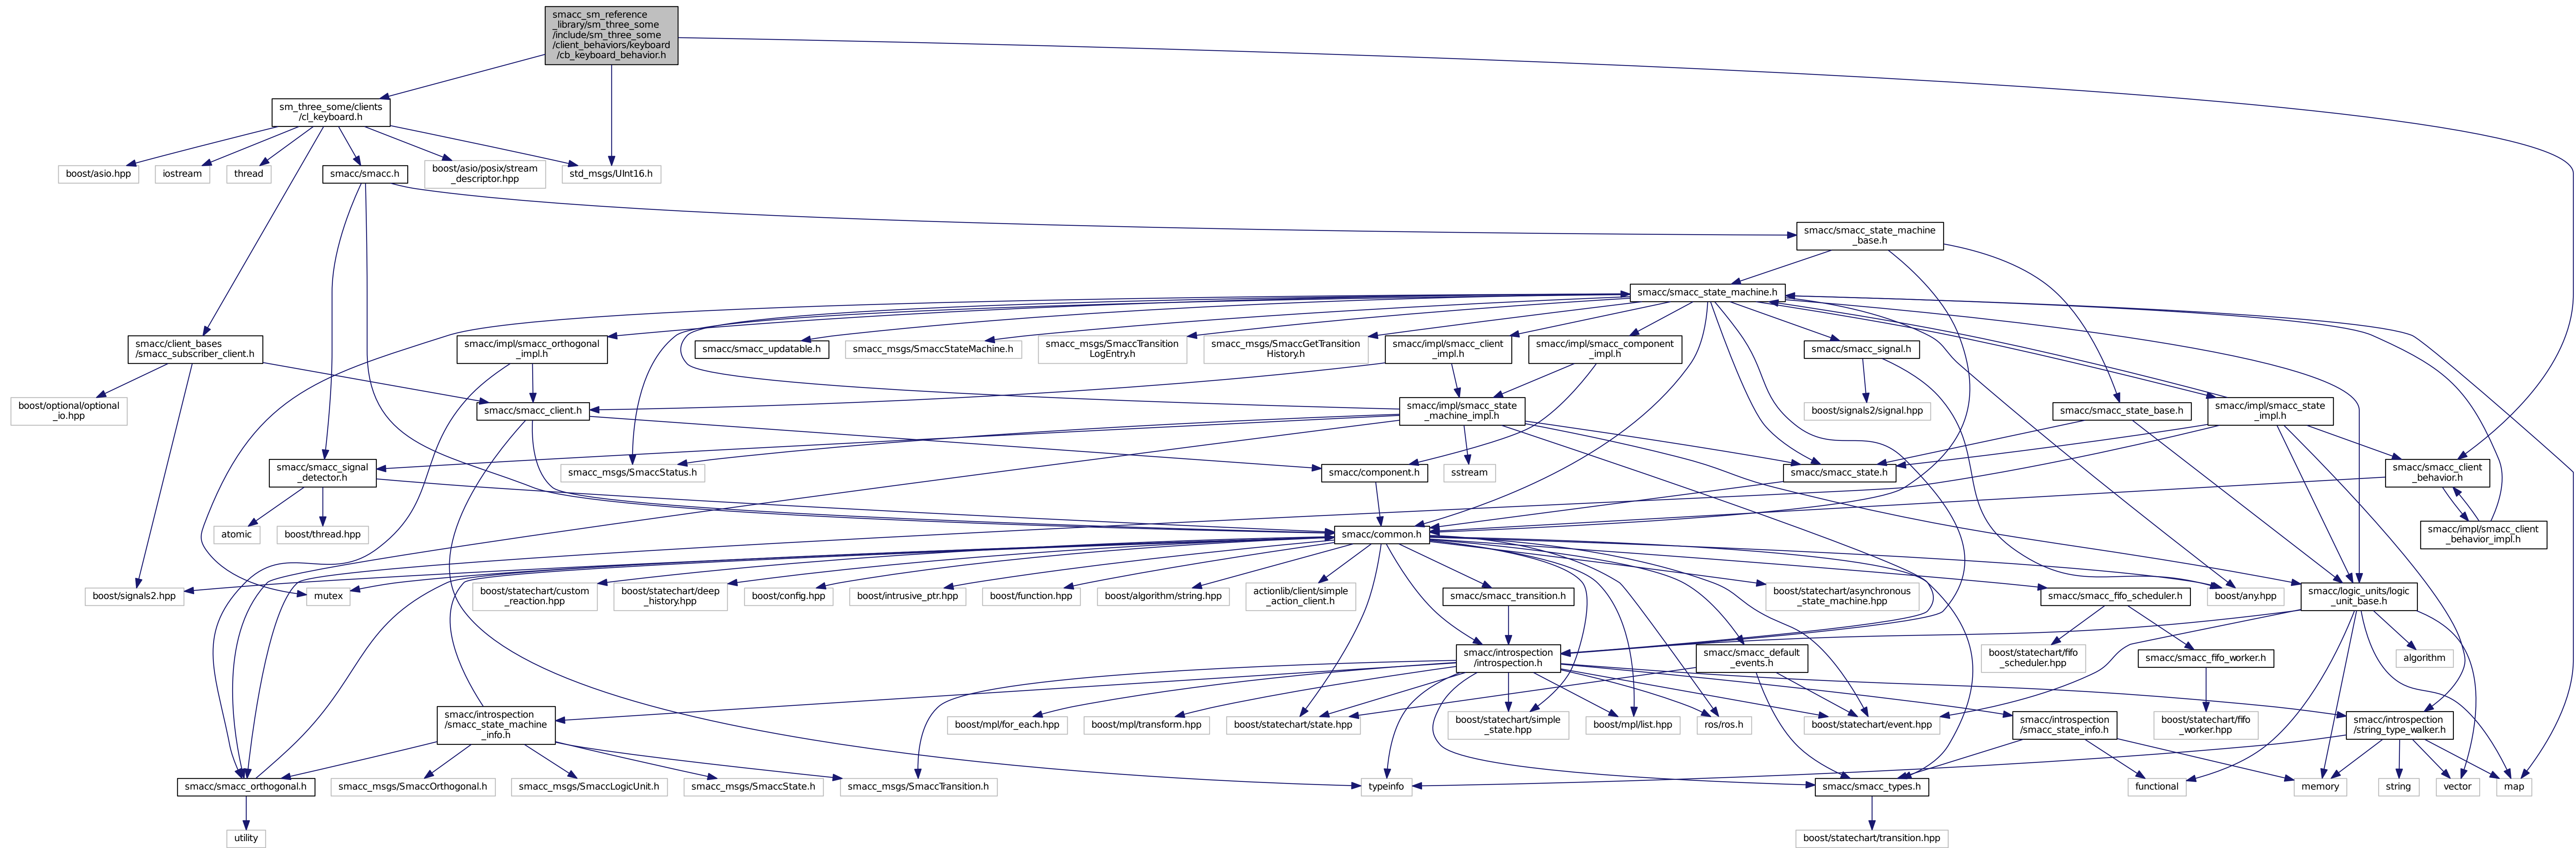 smacc_sm_reference
_library/sm_three_some
/include/sm_three_some
/client_behaviors/keyboard
/cb_keyboard_behavior.h
sm_three_some/clients
/cl_keyboard.h
boost/asio.hpp
iostream
thread
smacc/smacc.h
boost/asio/posix/stream
_descriptor.hpp
std_msgs/UInt16.h
smacc/smacc_state_machine
_base.h
smacc/smacc_state_machine.h
smacc/client_bases
/smacc_subscriber_client.h
smacc/impl/smacc_orthogonal
_impl.h
smacc/smacc_updatable.h
smacc_msgs/SmaccStateMachine.h
smacc_msgs/SmaccTransition
LogEntry.h
smacc_msgs/SmaccGetTransition
History.h
smacc/impl/smacc_client
_impl.h
smacc/impl/smacc_component
_impl.h
smacc/smacc_signal.h
boost/optional/optional
_io.hpp
smacc/smacc_client.h
smacc/impl/smacc_state
_machine_impl.h
boost/signals2/signal.hpp
smacc/smacc_state_base.h
smacc/impl/smacc_state
_impl.h
smacc/smacc_signal
_detector.h
smacc_msgs/SmaccStatus.h
smacc/component.h
sstream
smacc/smacc_state.h
smacc/smacc_client
_behavior.h
atomic
boost/thread.hpp
smacc/common.h
smacc/impl/smacc_client
_behavior_impl.h
boost/signals2.hpp
mutex
boost/statechart/custom
_reaction.hpp
boost/statechart/deep
_history.hpp
boost/config.hpp
boost/intrusive_ptr.hpp
boost/function.hpp
boost/algorithm/string.hpp
actionlib/client/simple
_action_client.h
smacc/smacc_transition.h
boost/statechart/asynchronous
_state_machine.hpp
smacc/smacc_fifo_scheduler.h
boost/any.hpp
smacc/logic_units/logic
_unit_base.h
smacc/introspection
/introspection.h
smacc/smacc_default
_events.h
boost/statechart/fifo
_scheduler.hpp
smacc/smacc_fifo_worker.h
algorithm
smacc/introspection
/smacc_state_machine
_info.h
boost/mpl/for_each.hpp
boost/mpl/transform.hpp
boost/statechart/state.hpp
boost/statechart/simple
_state.hpp
boost/mpl/list.hpp
ros/ros.h
boost/statechart/event.hpp
smacc/introspection
/smacc_state_info.h
boost/statechart/fifo
_worker.hpp
smacc/introspection
/string_type_walker.h
smacc/smacc_orthogonal.h
smacc_msgs/SmaccOrthogonal.h
smacc_msgs/SmaccLogicUnit.h
smacc_msgs/SmaccState.h
smacc_msgs/SmaccTransition.h
typeinfo
smacc/smacc_types.h
functional
memory
string
vector
map
utility
boost/statechart/transition.hpp